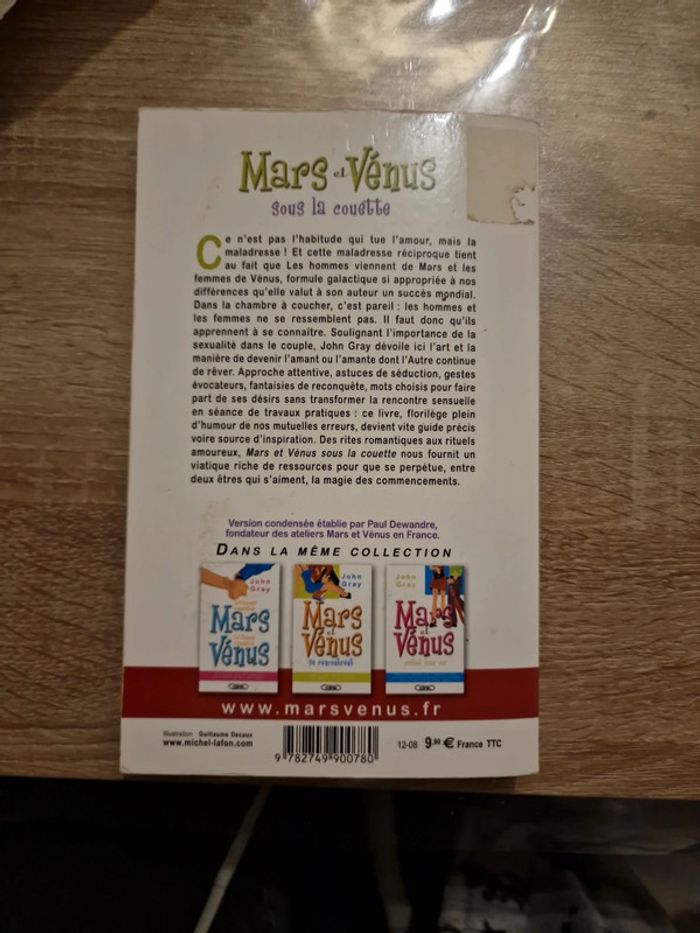 Mars et Vénus
sous la couette
Ce n'est pas l'habitude qui tue l'amour, mais la
maladresse ! Et cette maladresse réciproque tient
au fait que Les hommes viennent de Mars et les
femmes de Vénus, formule galactique si appropriée à nos
différences qu'elle valut à son auteur un succès mondial.
Dans la chambre à coucher, c'est pareil : les hommes et
les femmes ne se ressemblent pas. Il faut donc qu'ils
apprennent à se connaître. Soulignant l'importance de la
sexualité dans le couple, John Gray dévoile ici l'art et la
manière de devenir l'amant ou l'amante dont l'Autre continue
de rêver. Approche attentive, astuces de séduction, gestes
évocateurs, fantaisies de reconquête, mots choisis pour faire
part de ses désirs sans transformer la rencontre sensuelle
en séance de travaux pratiques : ce livre, florilège plein
d'humour de nos mutuelles erreurs, devient vite guide précis
voire source d'inspiration. Des rites romantiques aux rituels
amoureux, Mars et Vénus sous la couette nous fournit un
viatique riche de ressources pour que se perpétue, entre
deux êtres qui s'aiment, la magie des commencements.
Version condensée établie par Paul Dewandre,
fondateur des ateliers Mars et Vénus en France.
DANS LA MÊME COLLECTION
John Gray
Mars
Vénus
John Gray
Mars et Vénus
se rencontrent
John Gray
Mars et Vénus
www.marsvenus.fr
Illustration Guillaume Decaux
www.michel-lafon.com
9 782749 900780
12-08 9,90 € France TTC